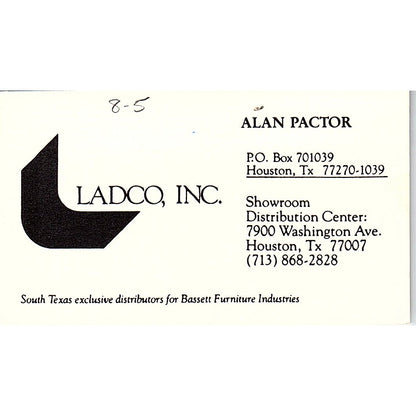 8-5
ALAN PACTOR
P.O. Box 701039
Houston, Tx 77270-1039
LADCO, INC.
Showroom
Distribution Center:
7900 Washington Ave.
Houston, Tx 77007
(713) 868-2828
South Texas exclusive distributors for Bassett Furniture Industries